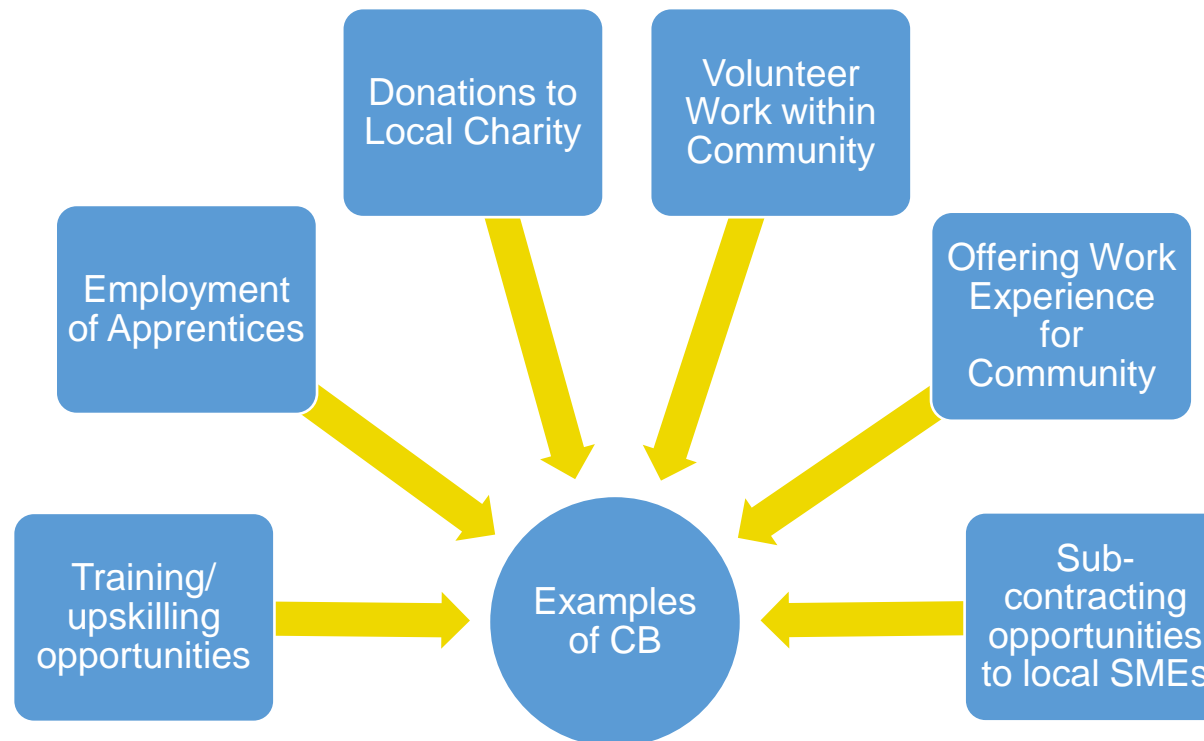 Donations to
Local Charity
Volunteer
Work within
Community
Employment
of Apprentices
Offering Work
Experience
for
Community
Training/
upskilling
opportunities
Examples
of CB
Sub-
contracting
opportunities
to local SMEs